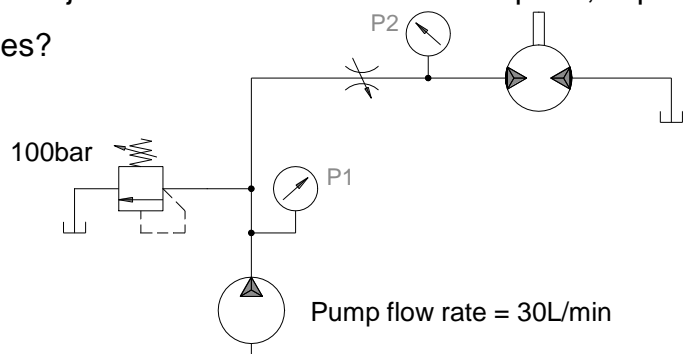 es?
P2
100bar
P1
Pump flow rate = 30L/min